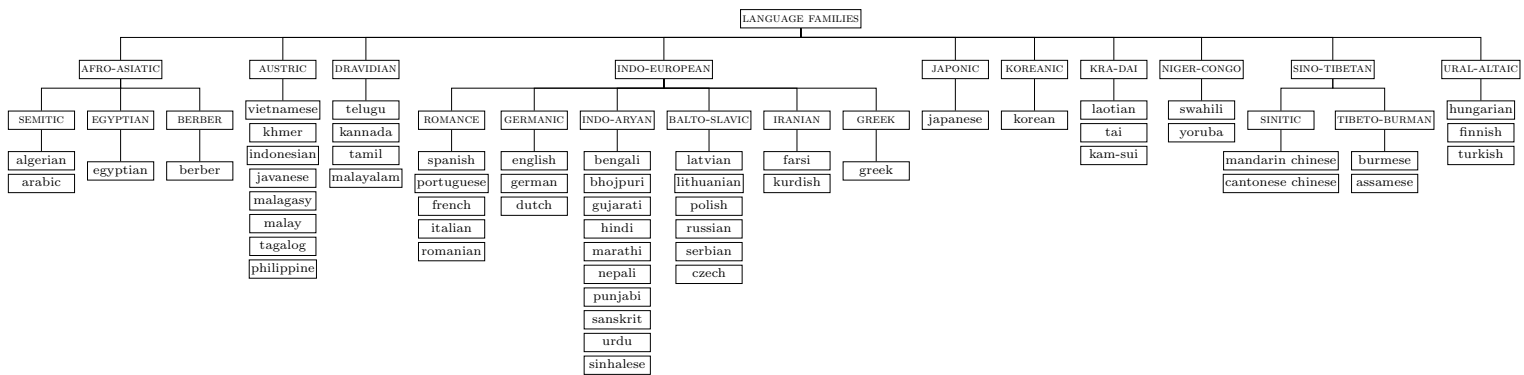 LANGUAGE FAMILIES
AFRO-ASIATIC
SEMITIC
algerian
arabic
EGYPTIAN
egyptian
BERBER
berber
AUSTRIC
vietnamese
khmer
indonesian
javanese
malagasy
malay
tagalog
philippine
DRAVIDIAN
telugu
kannada
tamil
malayalam
INDO-EUROPEAN
ROMANCE
spanish
portuguese
french
italian
romanian
GERMANIC
english
german
dutch
INDO-ARYAN
bengali
bhojpuri
gujarati
hindi
marathi
nepali
punjabi
sanskrit
urdu
sinhalese
BALTO-SLAVIC
latvian
lithuanian
polish
russian
serbian
czech
IRANIAN
farsi
kurdish
GREEK
greek
JAPONIC
japanese
KOREANIC
korean
KRA-DAI
laotian
tai
kam-sui
NIGER-CONGO
swahili
yoruba
SINO-TIBETAN
SINITIC
mandarin chinese
cantonese chinese
TIBETO-BURMAN
burmese
assamese
URAL-ALTAIC
hungarian
finnish
turkish